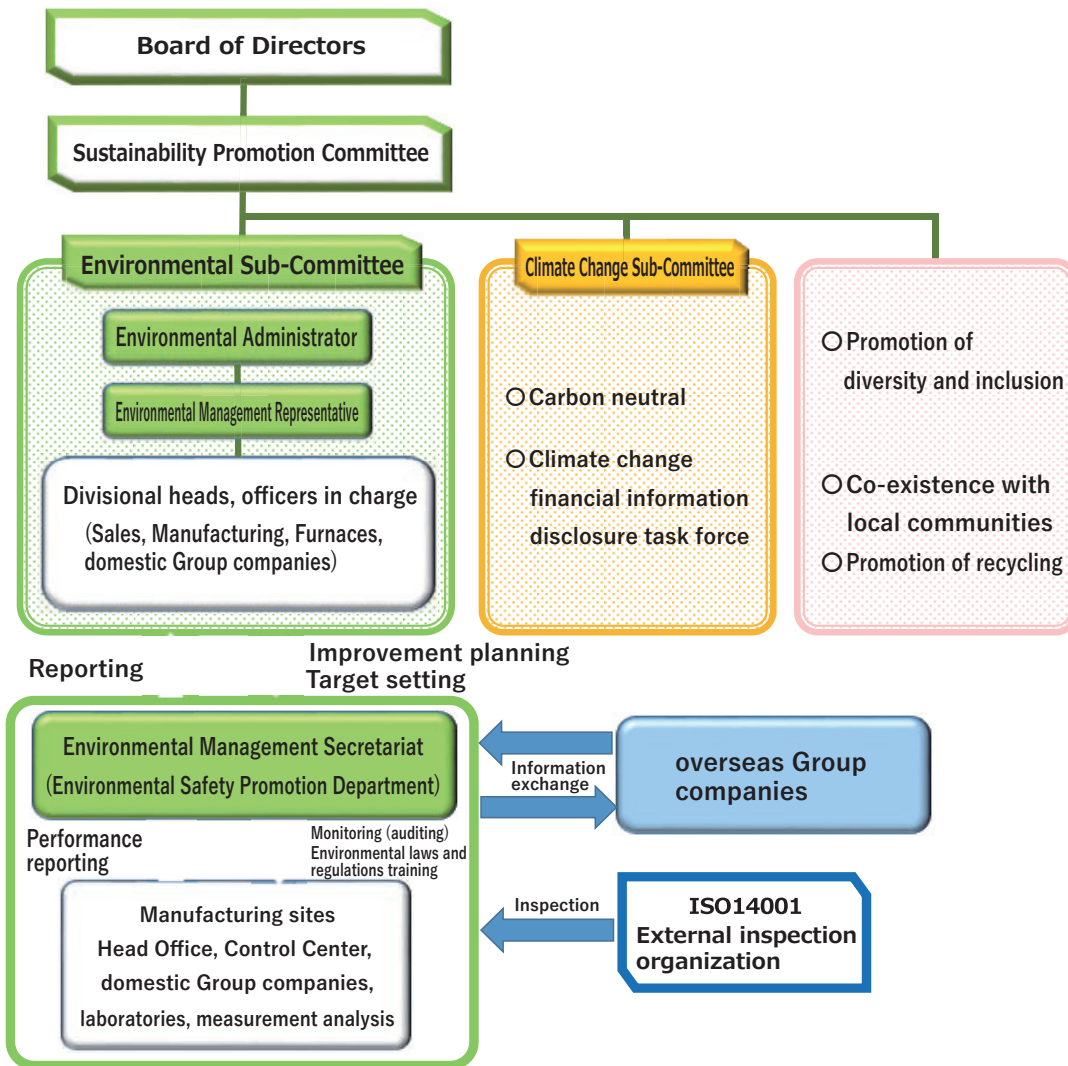 Board of Directors
Sustainability Promotion Committee
Environmental Sub-Committee
Environmental Administrator
Environmental Management Representative
Divisional heads, officers in charge
(Sales, Manufacturing, Furnaces,
domestic Group companies)
Climate Change Sub-Committee
○ Carbon neutral
○ Climate change
financial information
disclosure task force
○ Promotion of
diversity and inclusion
○ Co-existence with
local communities
○ Promotion of recycling
Reporting
Improvement planning
Target setting
Environmental Management Secretariat
(Environmental Safety Promotion Department)
Information
exchange
overseas Group
companies
Performance
reporting
Monitoring (auditing)
Environmental laws and
regulations training
Manufacturing sites
Head Office, Control Center,
domestic Group companies,
laboratories, measurement analysis
Inspection
ISO14001
External inspection
organization